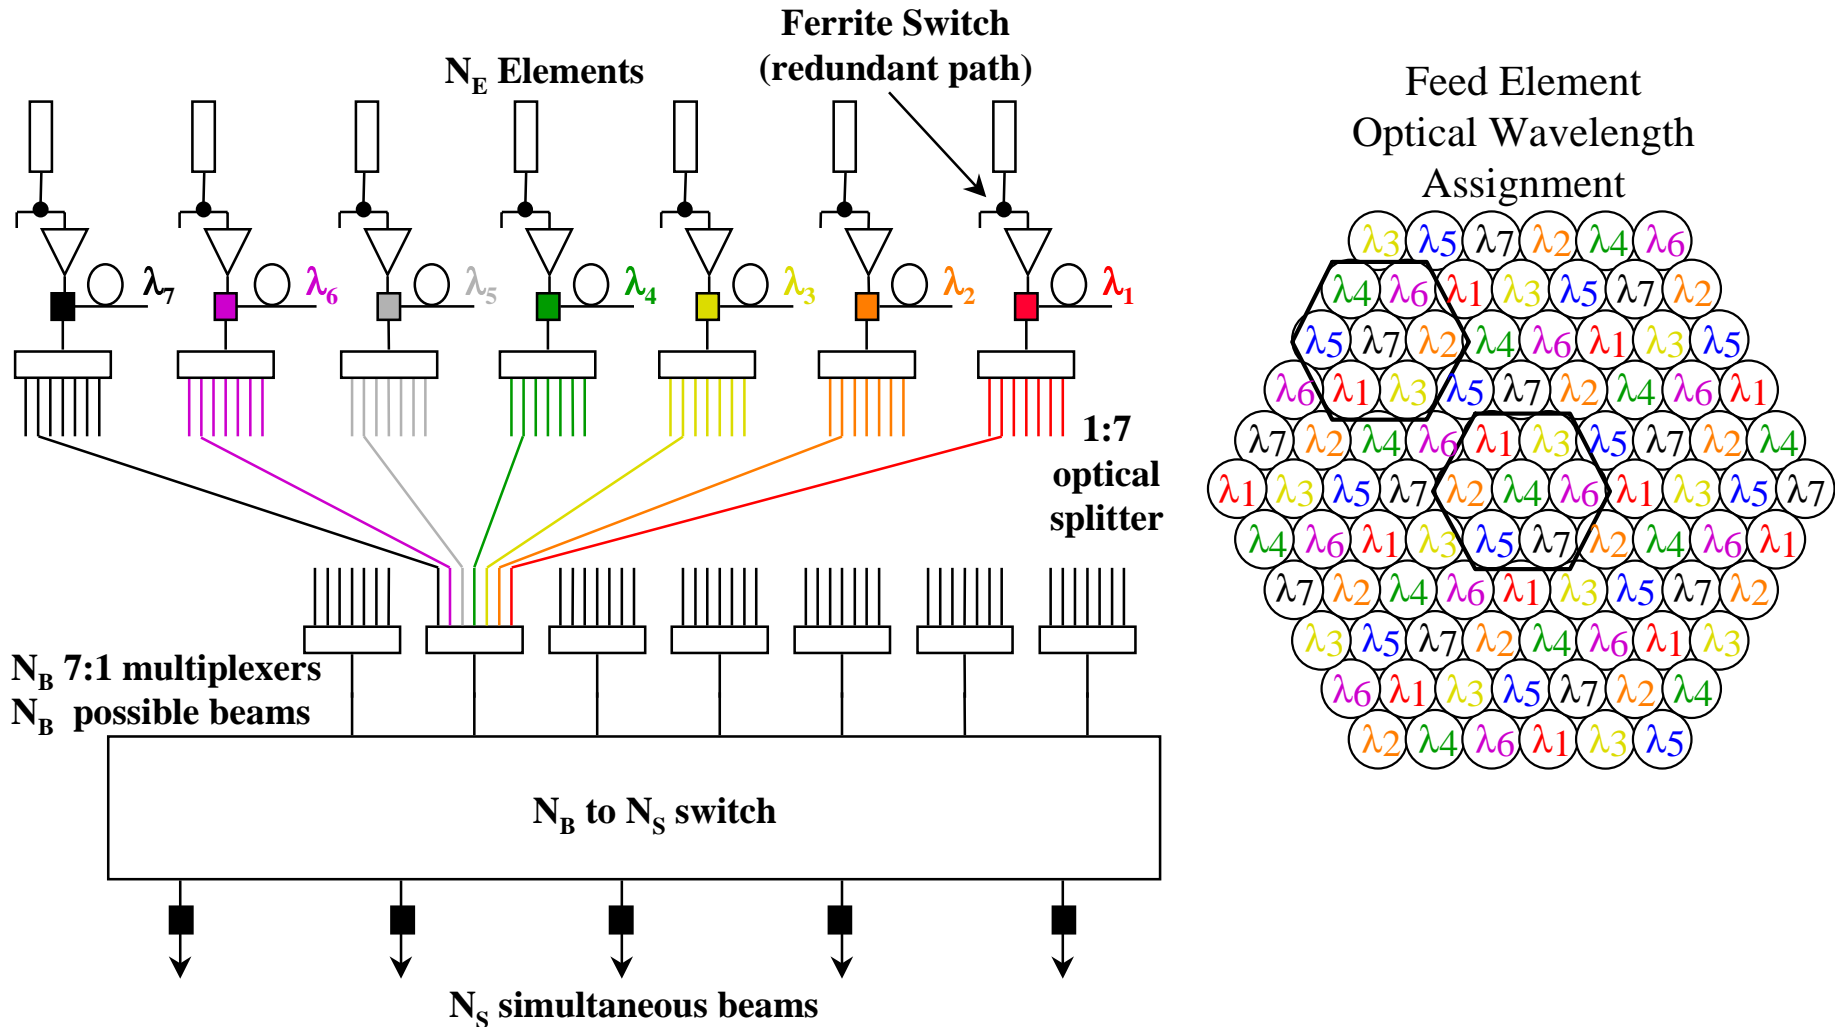 Ferrite Switch
(redundant path)
N_E Elements
λ7 λ6 λ5 λ4 λ3 λ2 λ1
1:7
optical
splitter
N_B 7:1 multiplexers
N_B possible beams
N_B to N_S switch
N_S simultaneous beams
Feed Element
Optical Wavelength
Assignment
λ3 λ5 λ7 λ2 λ4 λ6
λ4 λ6 λ1 λ3 λ5 λ7 λ2
λ5 λ7 λ2 λ4 λ6 λ1 λ3 λ5
λ6 λ1 λ3 λ5 λ7 λ2 λ4 λ6 λ1
λ7 λ2 λ4 λ6 λ1 λ3 λ5 λ7 λ2 λ4
λ1 λ3 λ5 λ7 λ2 λ4 λ6 λ1 λ3 λ5 λ7
λ4 λ6 λ1 λ3 λ5 λ7 λ2 λ4 λ6 λ1
λ7 λ2 λ4 λ6 λ1 λ3 λ5 λ7 λ2
λ3 λ5 λ7 λ2 λ4 λ6 λ1 λ3
λ6 λ1 λ3 λ5 λ7 λ2 λ4
λ2 λ4 λ6 λ1 λ3 λ5